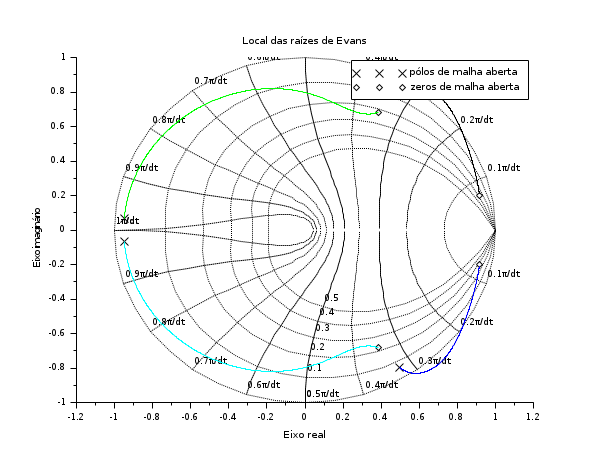 Local das raízes de Evans
pólos de malha aberta
zeros de malha aberta
1
0.8
0.6
0.4
0.2
0
-0.2
-0.4
-0.6
-0.8
-1
Eixo imaginário
0.7π/dt
0.8π/dt
0.2π/dt
0.9π/dt
0.1π/dt
1π/dt
0.9π/dt
0.1π/dt
0.5
0.4
0.3
0.8π/dt
0.2π/dt
0.2
0.7π/dt
0.3π/dt
0.1
0.6π/dt
0.4π/dt
0.5π/dt
-1.2 -1 -0.8 -0.6 -0.4 -0.2 0 0.2 0.4 0.6 0.8 1 1.2
Eixo real